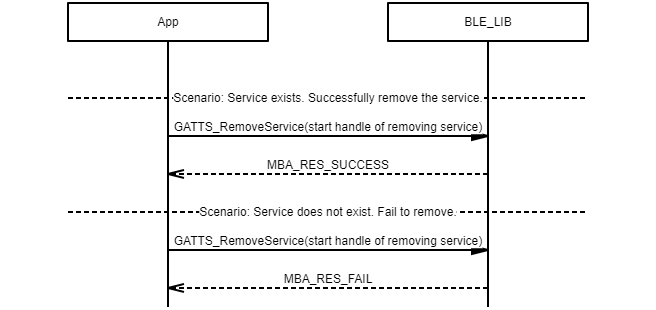 App
BLE_LIB
Scenario: Service exists. Successfully remove the service.
GATTS_RemoveService(start handle of removing service)
MBA_RES_SUCCESS
Scenario: Service does not exist. Fail to remove.
GATTS_RemoveService(start handle of removing service)
MBA_RES_FAIL